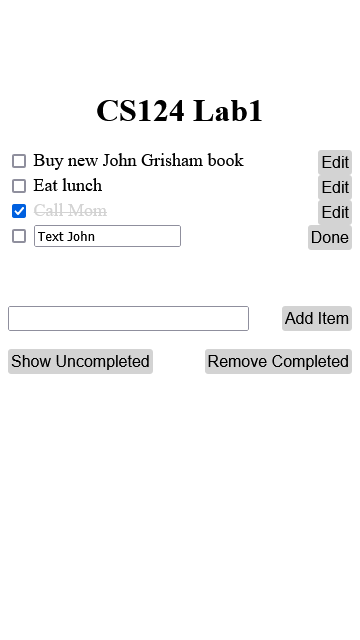 CS124 Lab1
Buy new John Grisham book Edit
Eat lunch Edit
Call Mom Edit
Text John Done
Add Item
Show Uncompleted Remove Completed